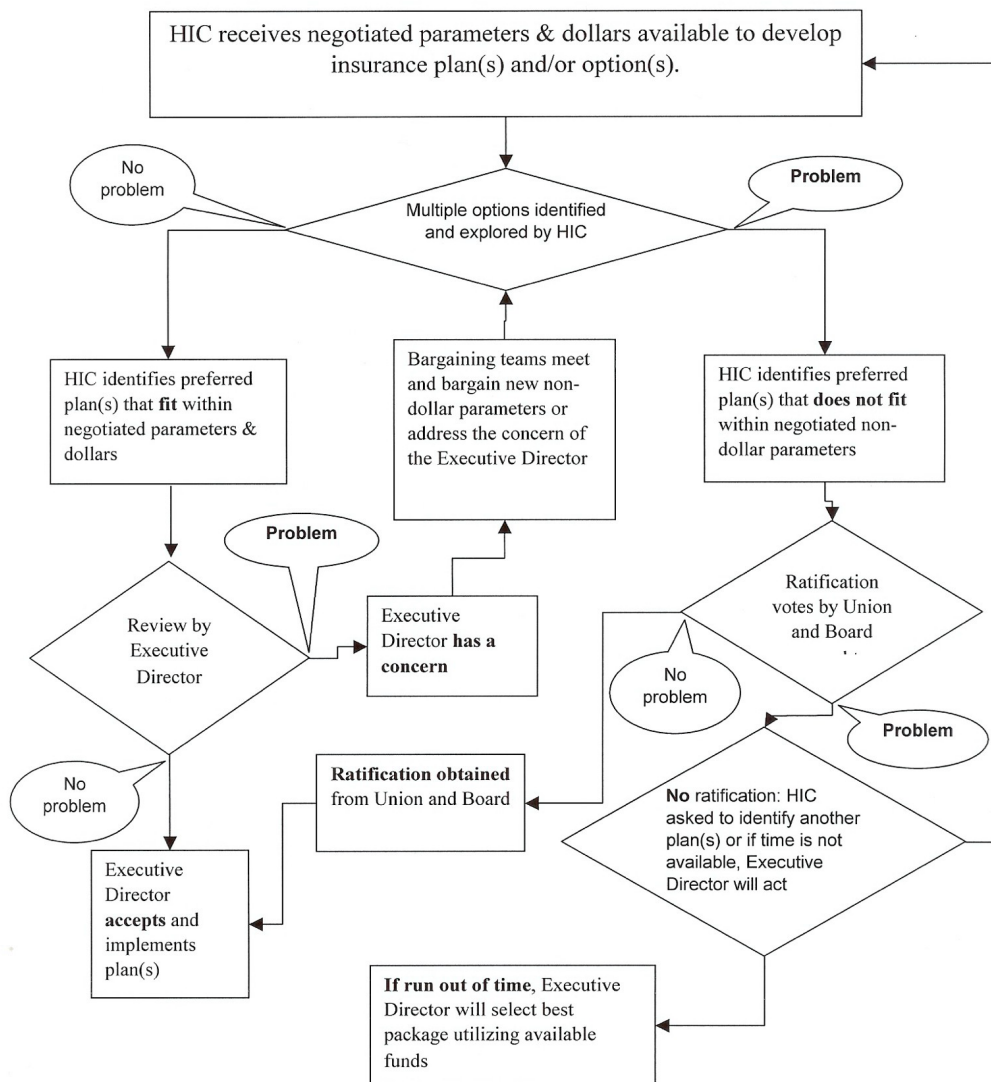 HIC receives negotiated parameters & dollars available to develop
insurance plan(s) and/or option(s).
No
problem
Problem
Multiple options identified
and explored by HIC
HIC identifies preferred
plan(s) that fit within
negotiated parameters &
dollars
Bargaining teams meet
and bargain new non-
dollar parameters or
address the concern of
the Executive Director
HIC identifies preferred
plan(s) that does not fit
within negotiated non-
dollar parameters
Problem
Review by
Executive
Director
Executive
Director has a
concern
Ratification
votes by Union
and Board
No
problem
Problem
No
problem
Ratification obtained
from Union and Board
No ratification: HIC
asked to identify another
plan(s) or if time is not
available, Executive
Director will act
Executive
Director
accepts and
implements
plan(s)
If run out of time, Executive
Director will select best
package utilizing available
funds